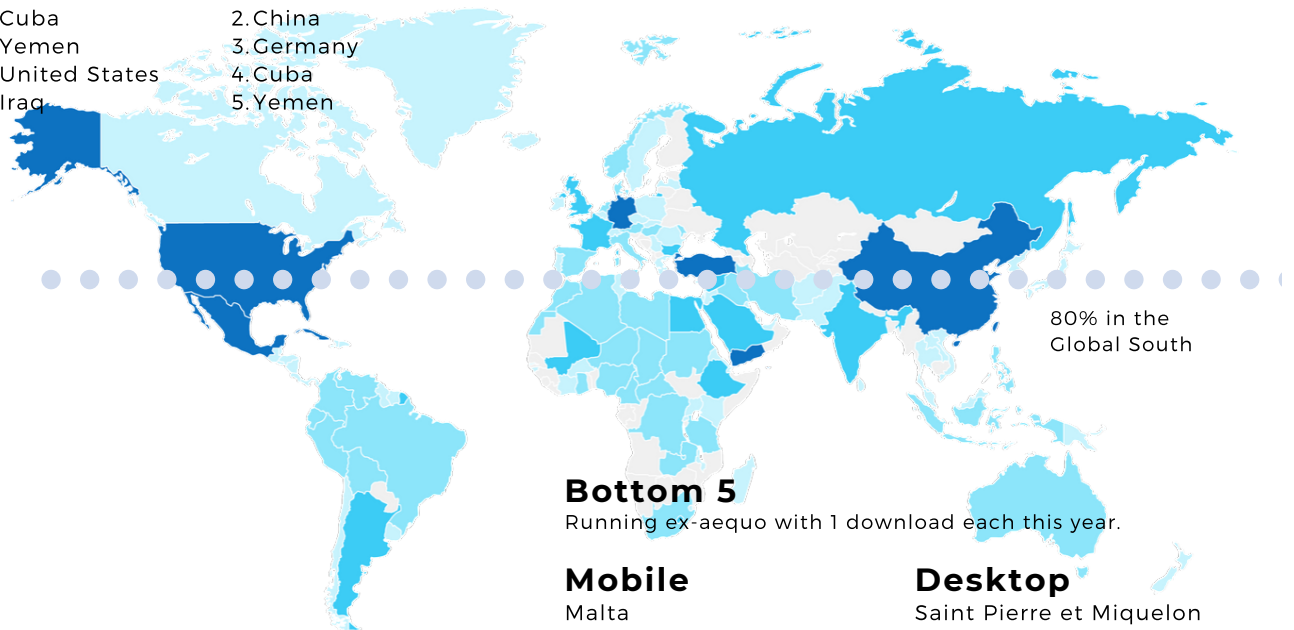 Cuba
Yemen
United States
Iraq
2. China
3. Germany
4. Cuba
5. Yemen
80% in the
Global South
Bottom 5
Running ex-aequo with 1 download each this year.
Mobile
Malta
Desktop
Saint Pierre et Miquelon